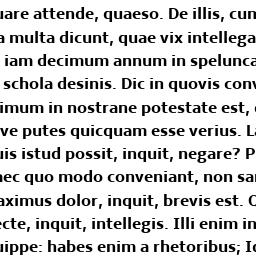 uare attende, quaeso. De illis, cun
a multa dicunt, quae vix intellega
iam decimum annum in spelunca
schola desinis. Dic in quovis conv
imum in nostrane potestate est,
ve putes quicquam esse verius. La
uis istud possit, inquit, negare? P
nec quo modo conveniant, non sa
aximus dolor, inquit, brevis est. C
ecte, inquit, intellegis. Illi enim in
uippe: habes enim a rhetoribus; Id